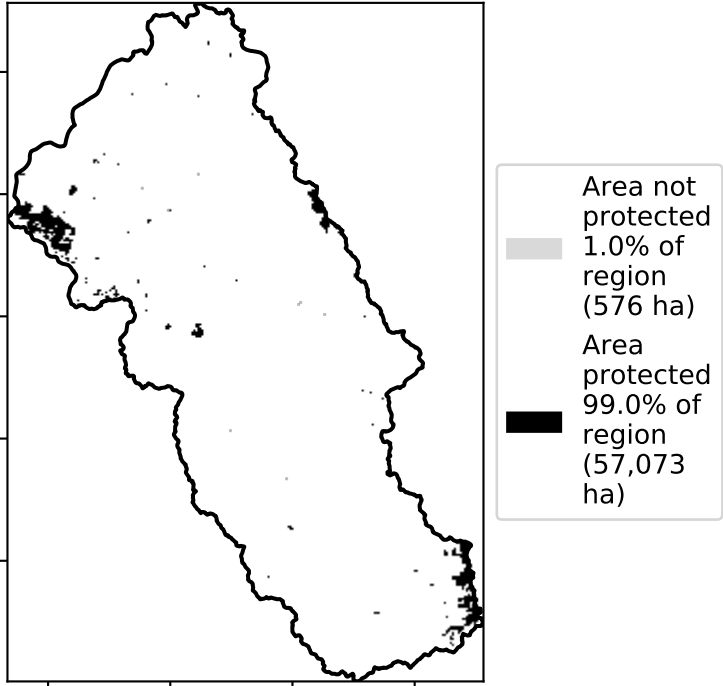 Area not
protected
1.0% of
region
(576 ha)
Area
protected
99.0% of
region
(57,073
ha)